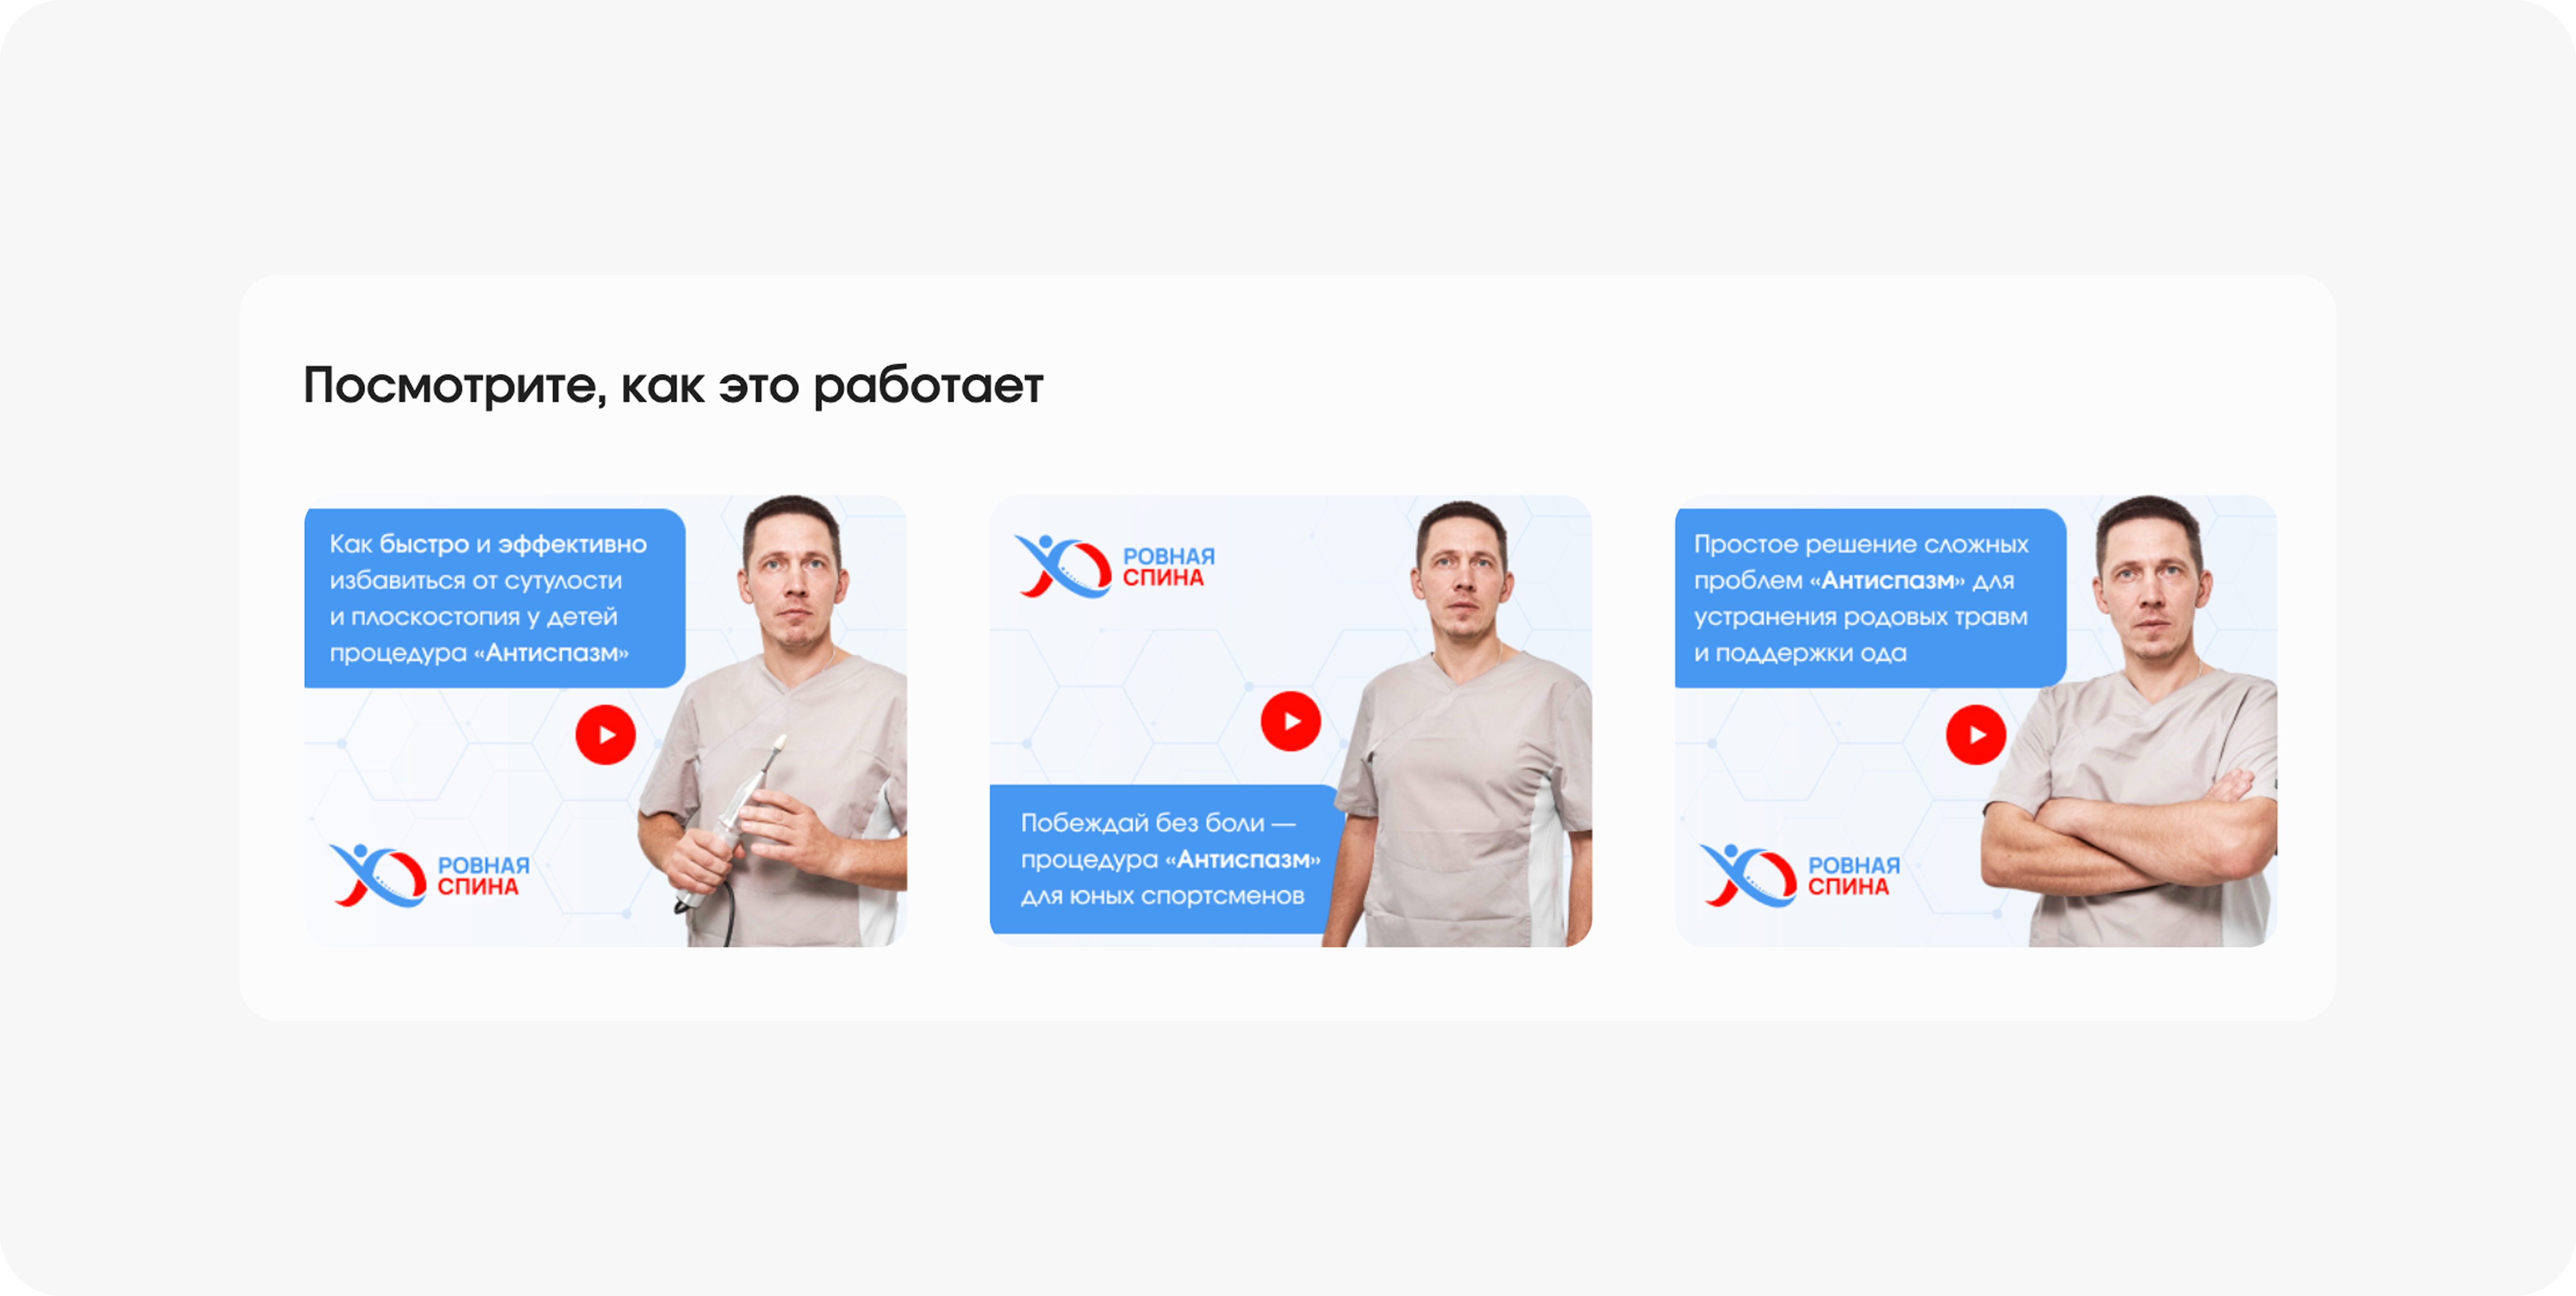 Посмотрите, как это работает
Как быстро и эффективно
избавиться от сутулости
и плоскостопия у детей
процедура «Антиспазм»
РОВНАЯ
СПИНА
РОВНАЯ
СПИНА
Побеждай без боли —
процедура «Антиспазм»
для юных спортсменов
Простое решение сложных
проблем «Антиспазм» для
устранения родовых травм
и поддержки ода
РОВНАЯ
СПИНА